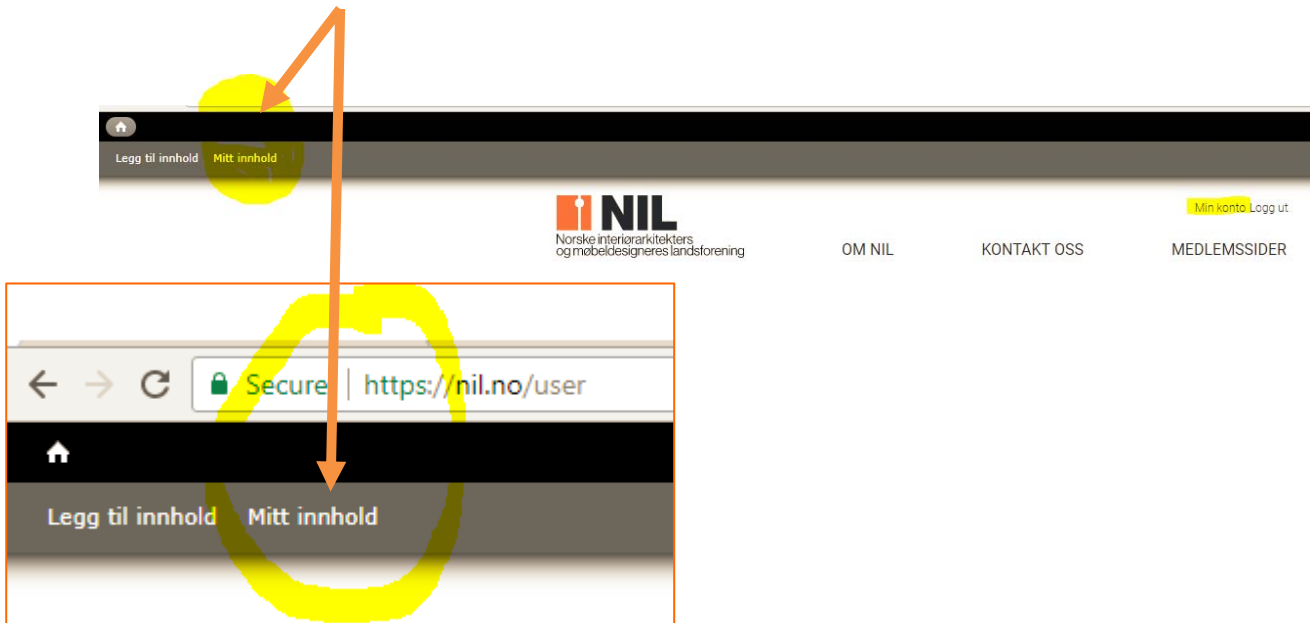 Legg til innhold Mitt innhold
NIL
Norske interiørarkitekters
og møbeldesigneres landsforening
Min konto Logg ut
OM NIL KONTAKT OSS MEDLEMSSIDER
Secure https://nil.no/user
Legg til innhold Mitt innhold